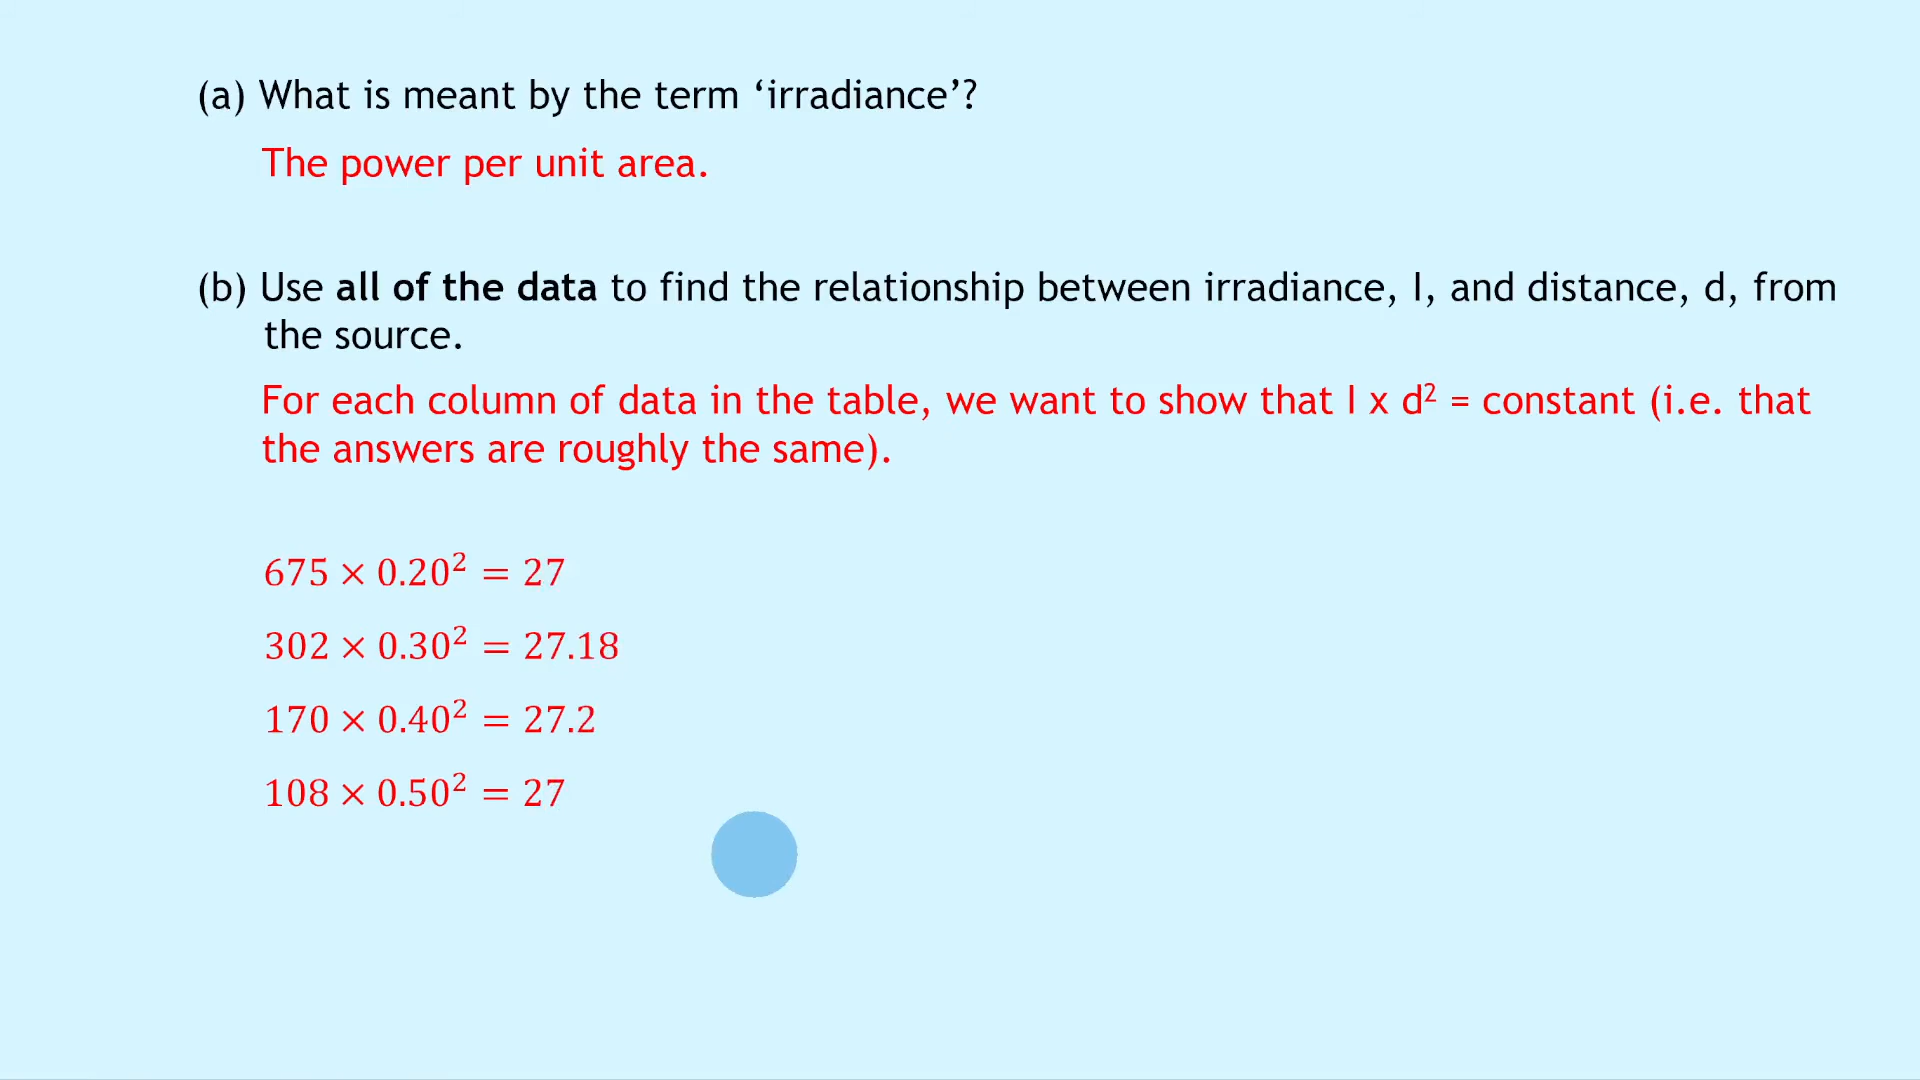 (a) What is meant by the term ‘irradiance’?
The power per unit area.
(b) Use all of the data to find the relationship between irradiance, I, and distance, d, from
the source.
For each column of data in the table, we want to show that I x d² = constant (i.e. that
the answers are roughly the same).
675 × 0.20² = 27
302 × 0.30² = 27.18
170 × 0.40² = 27.2
108 × 0.50² = 27